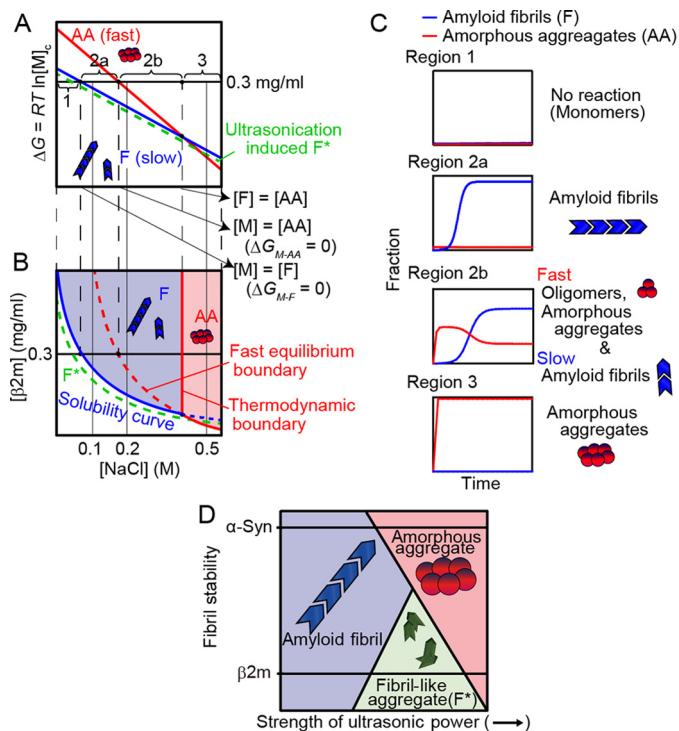 A
AA (fast)
2a
2b
3
1
0.3 mg/ml
ΔG = RT ln[M]c
F (slow)
Ultrasonication
induced F*
[F] = [AA]
[M] = [AA]
(ΔGM-AA = 0)
[M] = [F]
(ΔGM-F = 0)
B
[β2m] (mg/ml)
0.3
F
AA
F*
Solubility curve
Fast equilibrium
boundary
Thermodynamic
boundary
0.1
0.2
0.5
[NaCl] (M)
C
Amyloid fibrils (F)
Amorphous aggreagates (AA)
Region 1
No reaction
(Monomers)
Region 2a
Amyloid fibrils
Fraction
Region 2b
Fast
Oligomers,
Amorphous
aggregates
&
Slow
Amyloid fibrils
Region 3
Amorphous
aggregates
Time
D
Fibril stability
α-Syn
β2m
Amorphous
aggregate
Amyloid fibril
Fibril-like
aggregate(F*)
Strength of ultrasonic power (→)